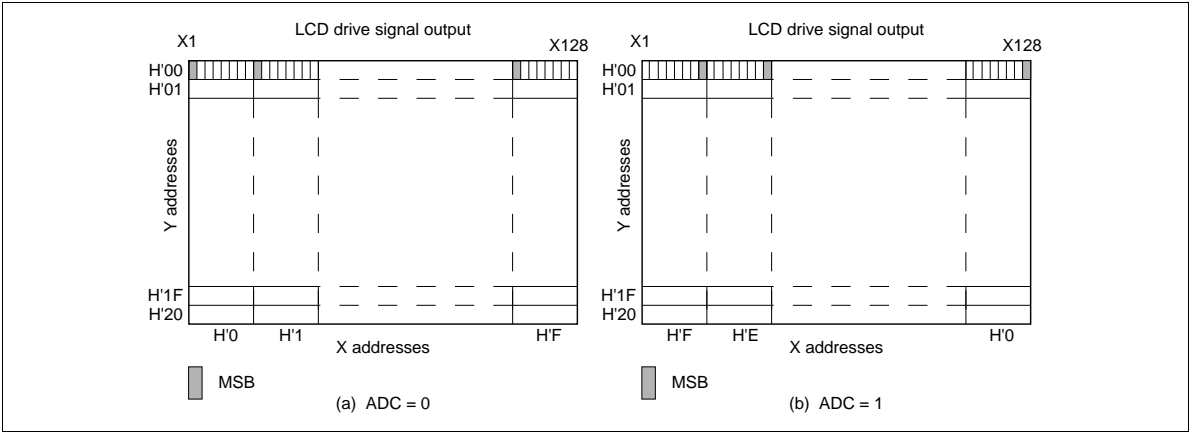 LCD drive signal output
X1
X128
H'00
H'01
Y addresses
H'1F
H'20
H'0
H'1
H'F
X addresses
MSB
(a) ADC = 0
LCD drive signal output
X1
X128
H'00
H'01
Y addresses
H'1F
H'20
H'F
H'E
H'0
X addresses
MSB
(b) ADC = 1